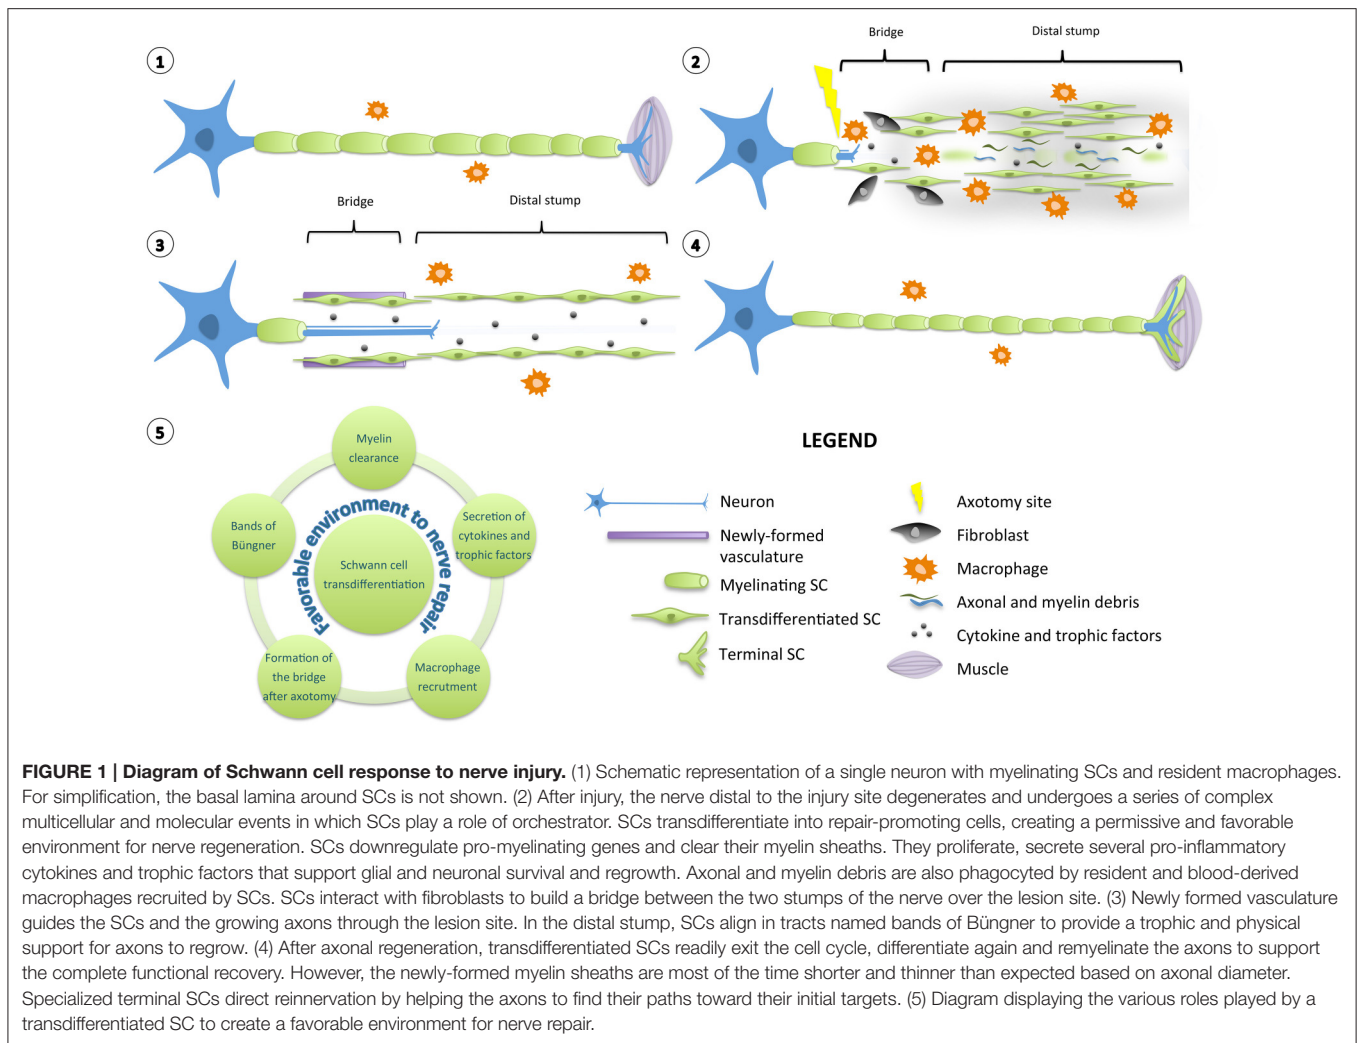 1
2
Bridge
Distal stump
Bridge
Distal stump
3
4
5
Myelin
clearance
Bands of
Büngner
Secretion of
cytokines and
trophic factors
Favorable environment to nerve repair
Schwann cell
transdifferentiation
Formation of
the bridge
after axotomy
Macrophage
recrutment
LEGEND
Neuron
Newly-formed
vasculature
Myelinating SC
Transdifferentiated SC
Terminal SC
Axotomy site
Fibroblast
Macrophage
Axonal and myelin debris
Cytokine and trophic factors
Muscle
FIGURE 1 | Diagram of Schwann cell response to nerve injury. (1) Schematic representation of a single neuron with myelinating SCs and resident macrophages.
For simplification, the basal lamina around SCs is not shown. (2) After injury, the nerve distal to the injury site degenerates and undergoes a series of complex
multicellular and molecular events in which SCs play a role of orchestrator. SCs transdifferentiate into repair-promoting cells, creating a permissive and favorable
environment for nerve regeneration. SCs downregulate pro-myelinating genes and clear their myelin sheaths. They proliferate, secrete several pro-inflammatory
cytokines and trophic factors that support glial and neuronal survival and regrowth. Axonal and myelin debris are also phagocyted by resident and blood-derived
macrophages recruited by SCs. SCs interact with fibroblasts to build a bridge between the two stumps of the nerve over the lesion site. (3) Newly formed vasculature
guides the SCs and the growing axons through the lesion site. In the distal stump, SCs align in tracts named bands of Büngner to provide a trophic and physical
support for axons to regrow. (4) After axonal regeneration, transdifferentiated SCs readily exit the cell cycle, differentiate again and remyelinate the axons to support
the complete functional recovery. However, the newly-formed myelin sheaths are most of the time shorter and thinner than expected based on axonal diameter.
Specialized terminal SCs direct reinnervation by helping the axons to find their paths toward their initial targets. (5) Diagram displaying the various roles played by a
transdifferentiated SC to create a favorable environment for nerve repair.